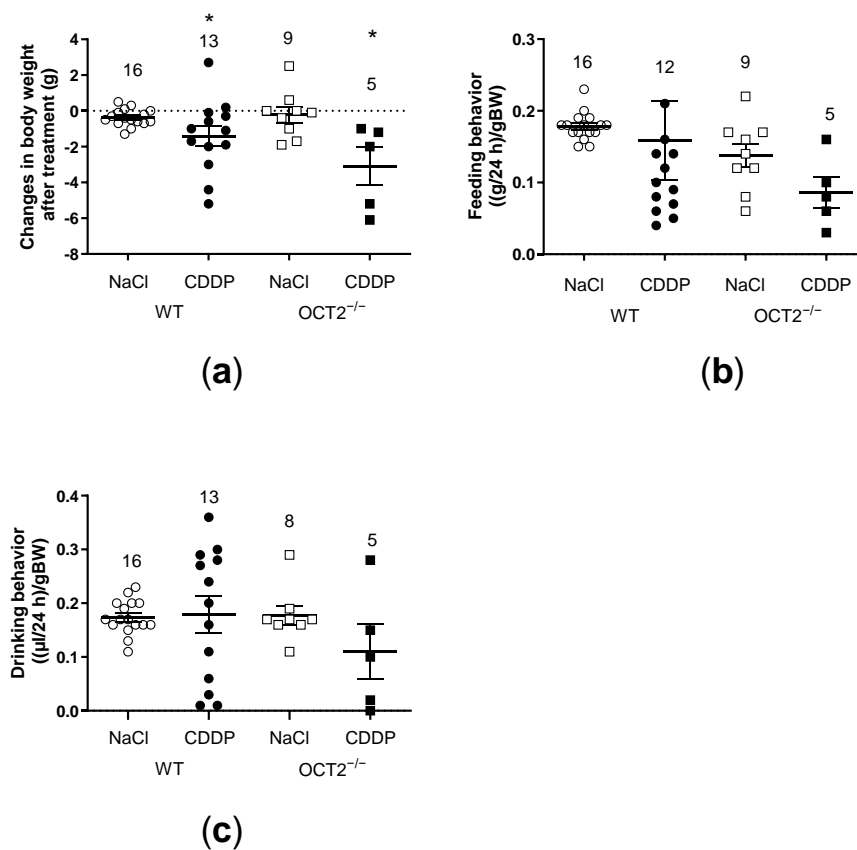 * *
16 13 9 5
4
2
0
-2
-4
-6
-8
Changes in body weight
after treatment (g)
NaCl CDDP NaCl CDDP
WT OCT2−/−
(a)
16 12 9 5
0.3
0.2
0.1
0.0
Feeding behavior
((g/24 h)/gBW)
NaCl CDDP NaCl CDDP
WT OCT2−/−
(b)
16 13 8 5
0.4
0.3
0.2
0.1
0.0
Drinking behavior
((µl/24 h)/gBW)
NaCl CDDP NaCl CDDP
WT OCT2−/−
(c)